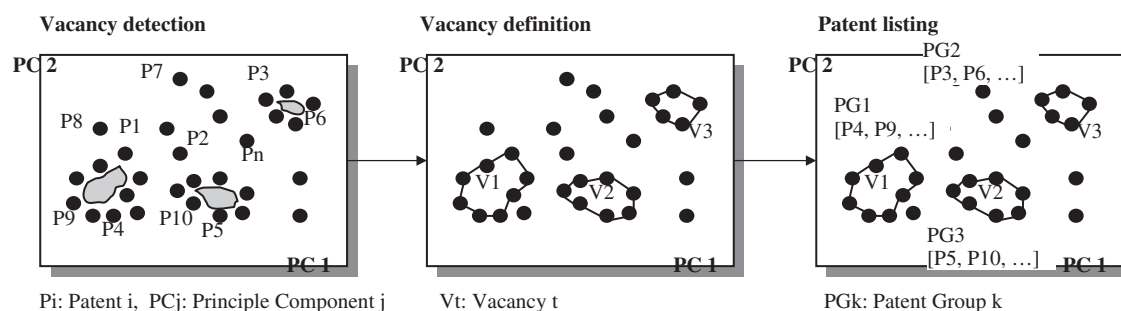 Vacancy detection
Vacancy definition
Patent listing
PC 2
P7
P3
P6
P8
P1
P2
Pn
P9
P4
P10
P5
PC 1
Pi: Patent i, PCj: Principle Component j
PC 2
V3
V1
V2
PC 1
Vt: Vacancy t
PG2
PC 2
[P3, P6, …]
PG1
[P4, P9, …]
V3
V1
V2
PG3
[P5, P10, …]
PC 1
PGk: Patent Group k